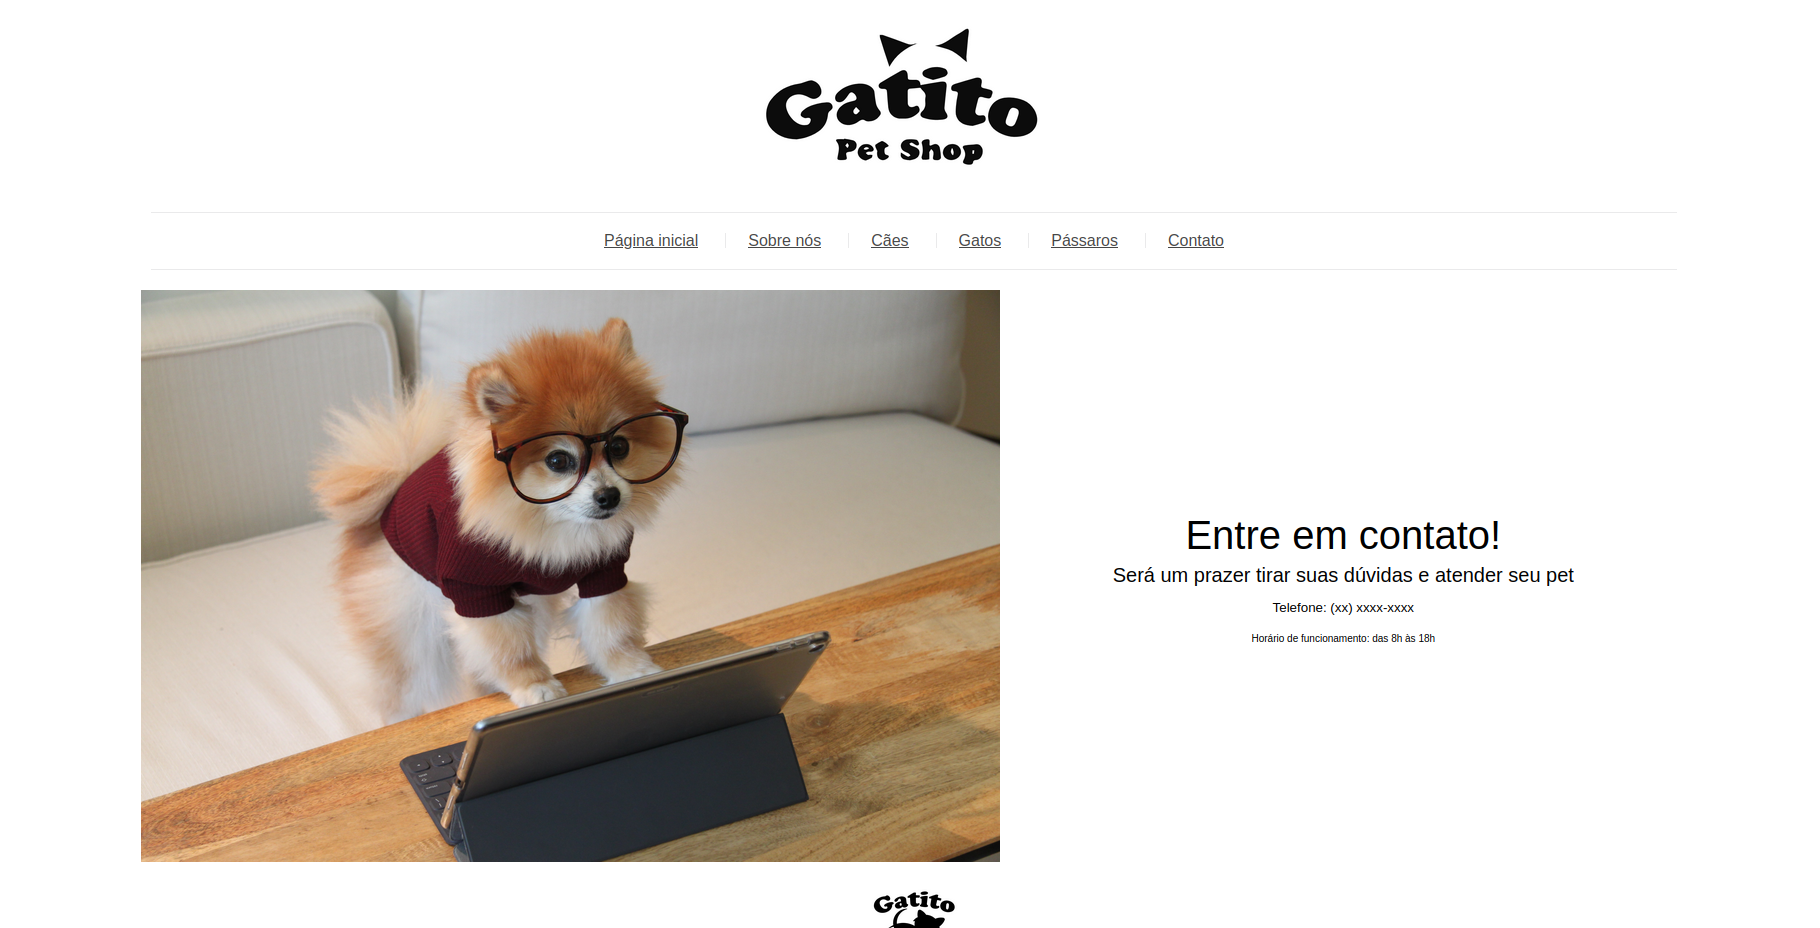 Gatito
Pet Shop
Página inicial
Sobre nós
Cães
Gatos
Pássaros
Contato
Entre em contato!
Será um prazer tirar suas dúvidas e atender seu pet
Telefone: (xx) xxxx-xxxx
Horário de funcionamento: das 8h às 18h
Gatito